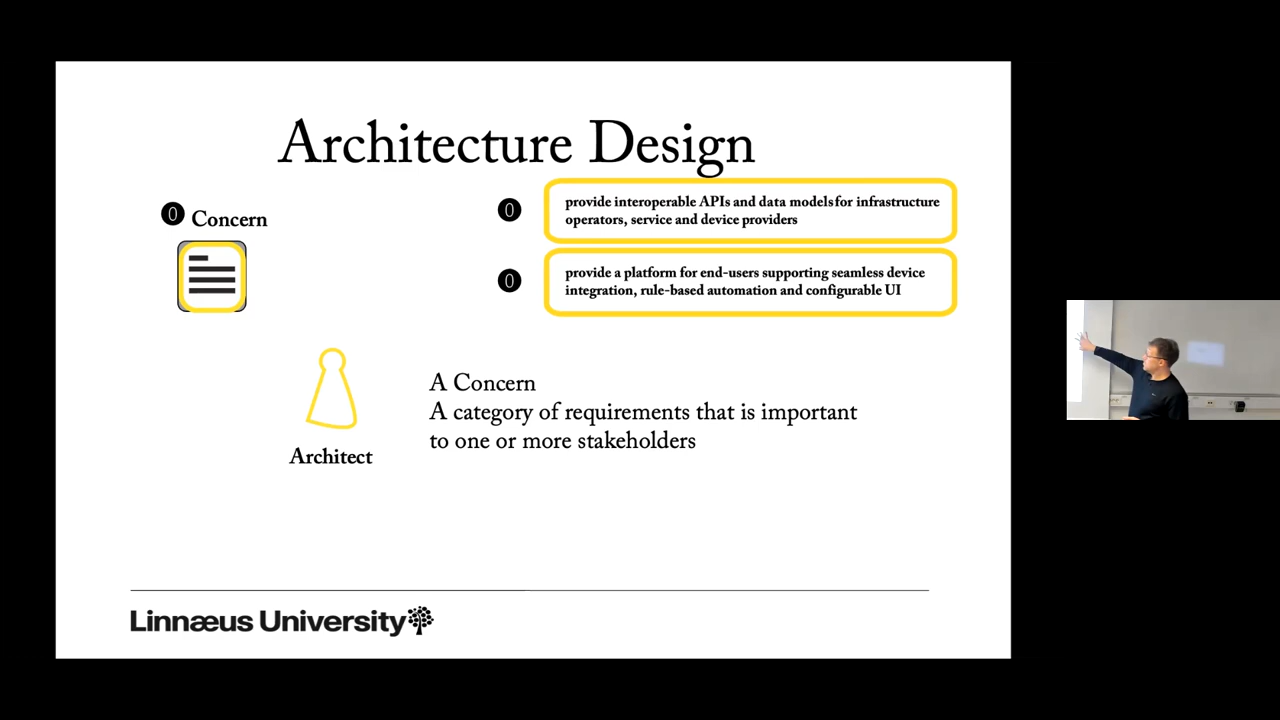 Architecture Design
0 Concern
0 provide interoperable APIs and data models for infrastructure
operators, service and device providers
0 provide a platform for end-users supporting seamless device
integration, rule-based automation and configurable UI
A Concern
A category of requirements that is important
to one or more stakeholders
Architect
Linnæus University